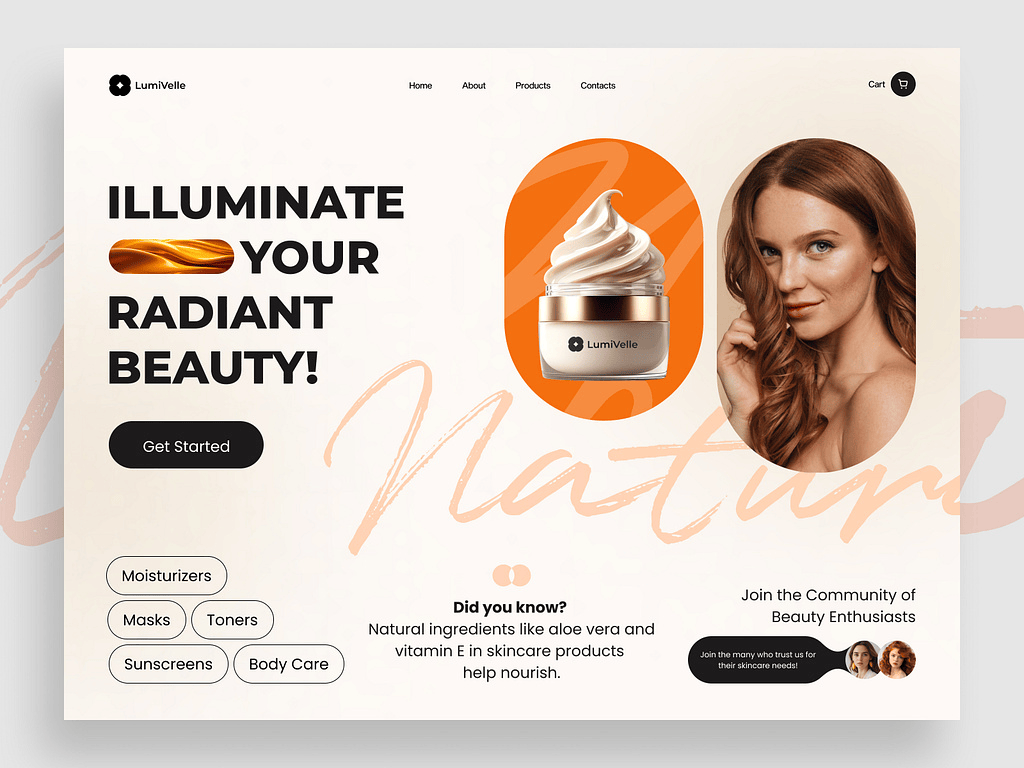 LumiVelle
Home
About
Products
Contacts
Cart
ILLUMINATE
YOUR
RADIANT
BEAUTY!
Get Started
LumiVelle
Natur
Moisturizers
Masks
Toners
Sunscreens
Body Care
Did you know?
Natural ingredients like aloe vera and
vitamin E in skincare products
help nourish.
Join the Community of
Beauty Enthusiasts
Join the many who trust us for
their skincare needs!